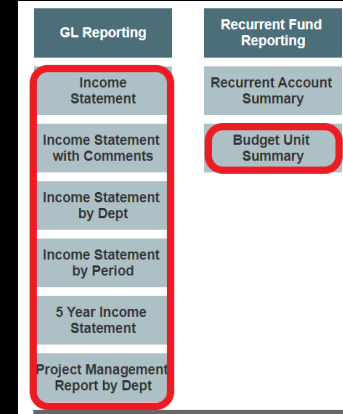 GL Reporting
Income
Statement
Income Statement
with Comments
Income Statement
by Dept
Income Statement
by Period
5 Year Income
Statement
Project Management
Report by Dept
Recurrent Fund
Reporting
Recurrent Account
Summary
Budget Unit
Summary